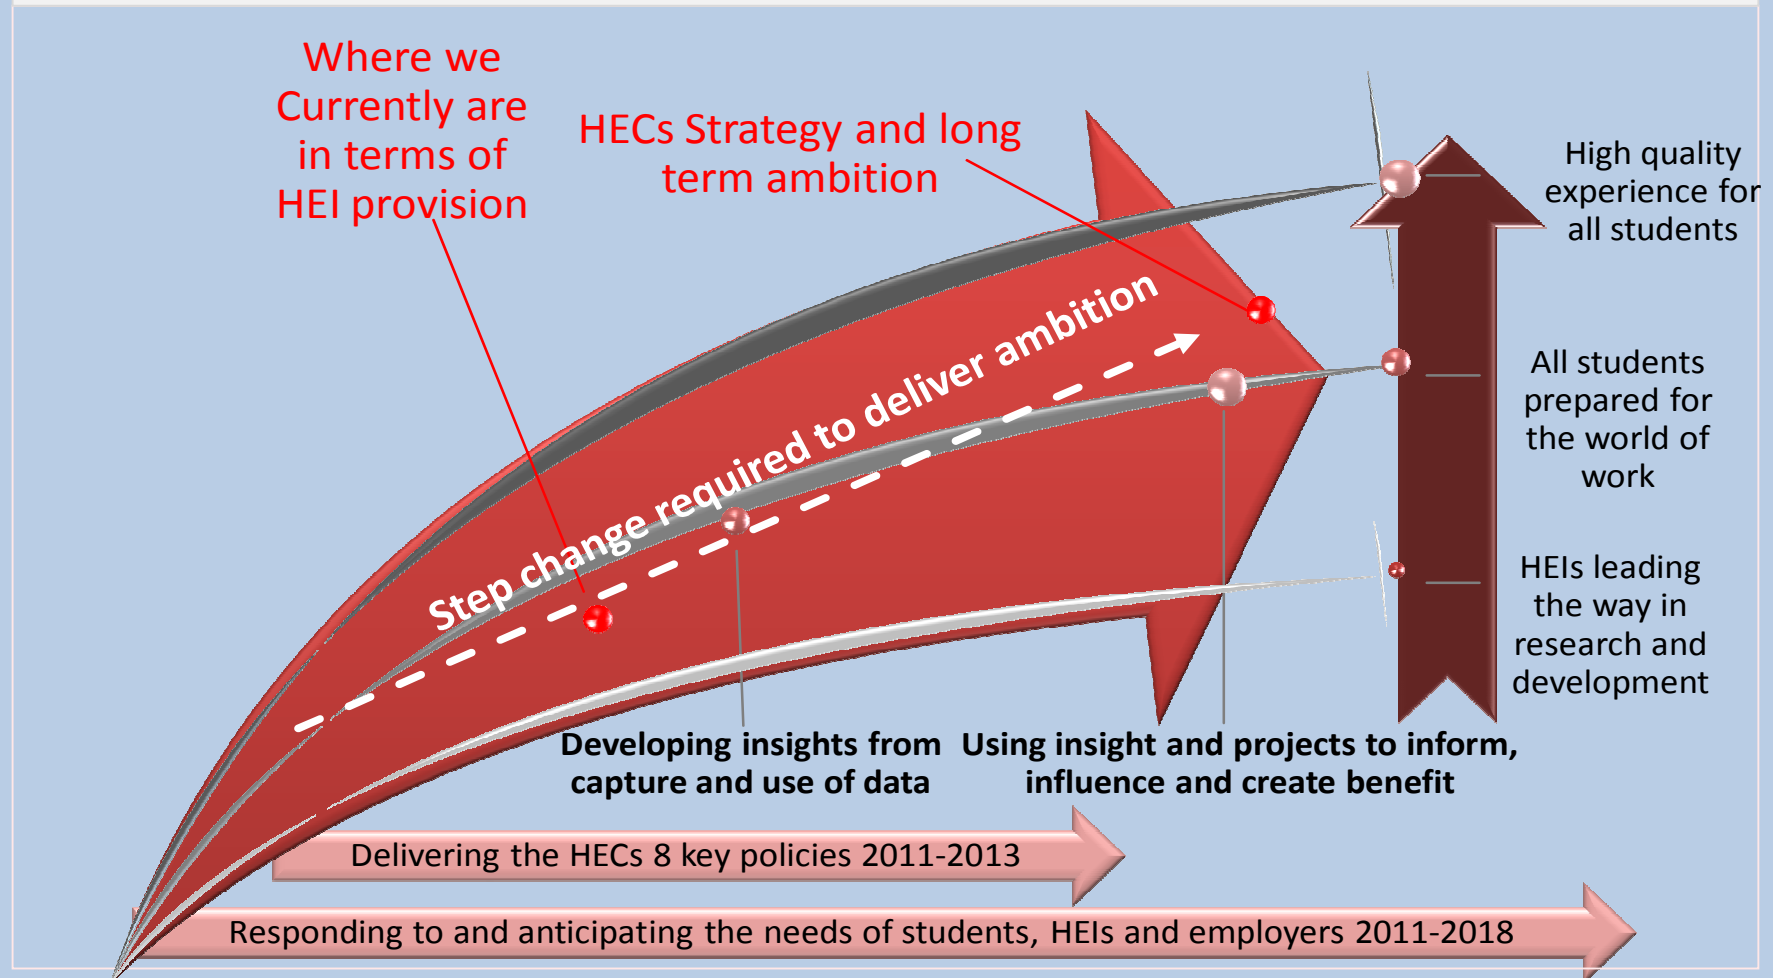 Where we
Currently are
in terms of
HEI provision
HECs Strategy and long
term ambition
Step change required to deliver ambition
High quality
experience for
all students
All students
prepared for
the world of
work
HEIs leading
the way in
research and
development
Developing insights from
capture and use of data
Using insight and projects to inform,
influence and create benefit
Delivering the HECs 8 key policies 2011-2013
Responding to and anticipating the needs of students, HEIs and employers 2011-2018